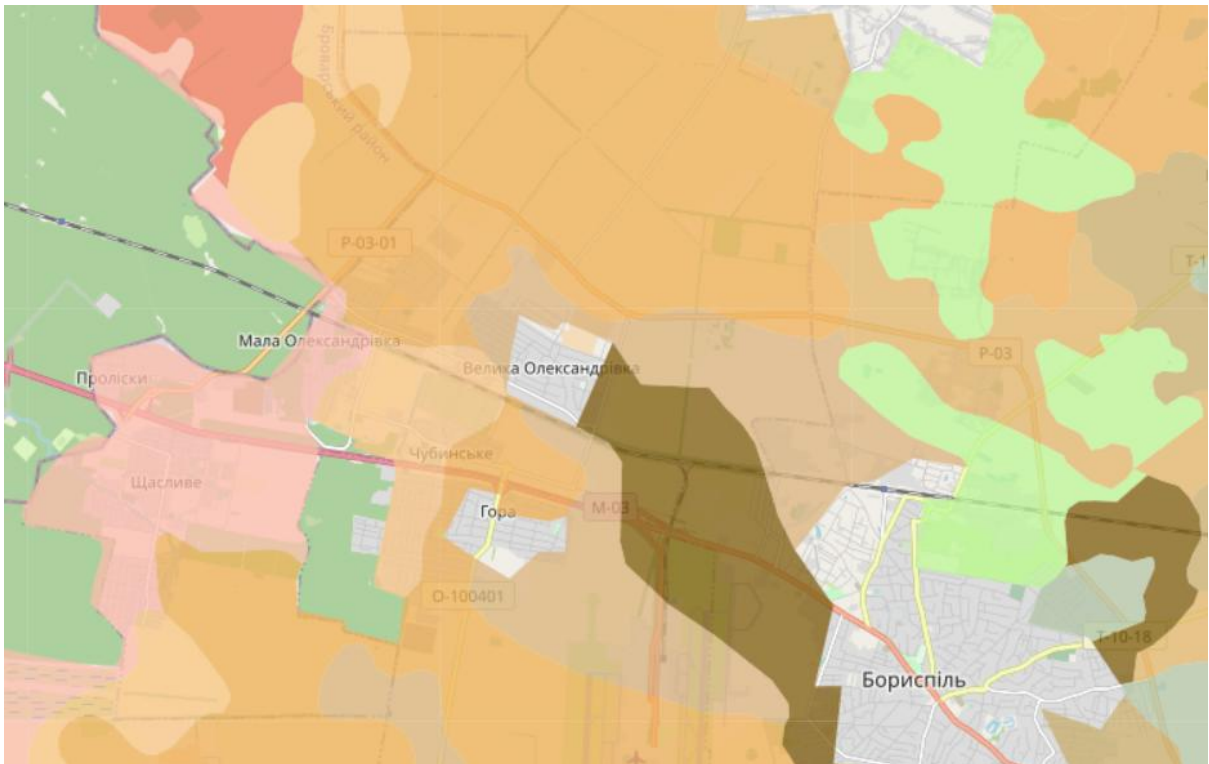 Броварський район
Р-03-01
Т-1
Мала Олександрівка
Р-03
Проліски
Велика Олександрівка
Чубинське
Щасливе
Гора
М-03
О-100401
Т-10-18
Бориспіль